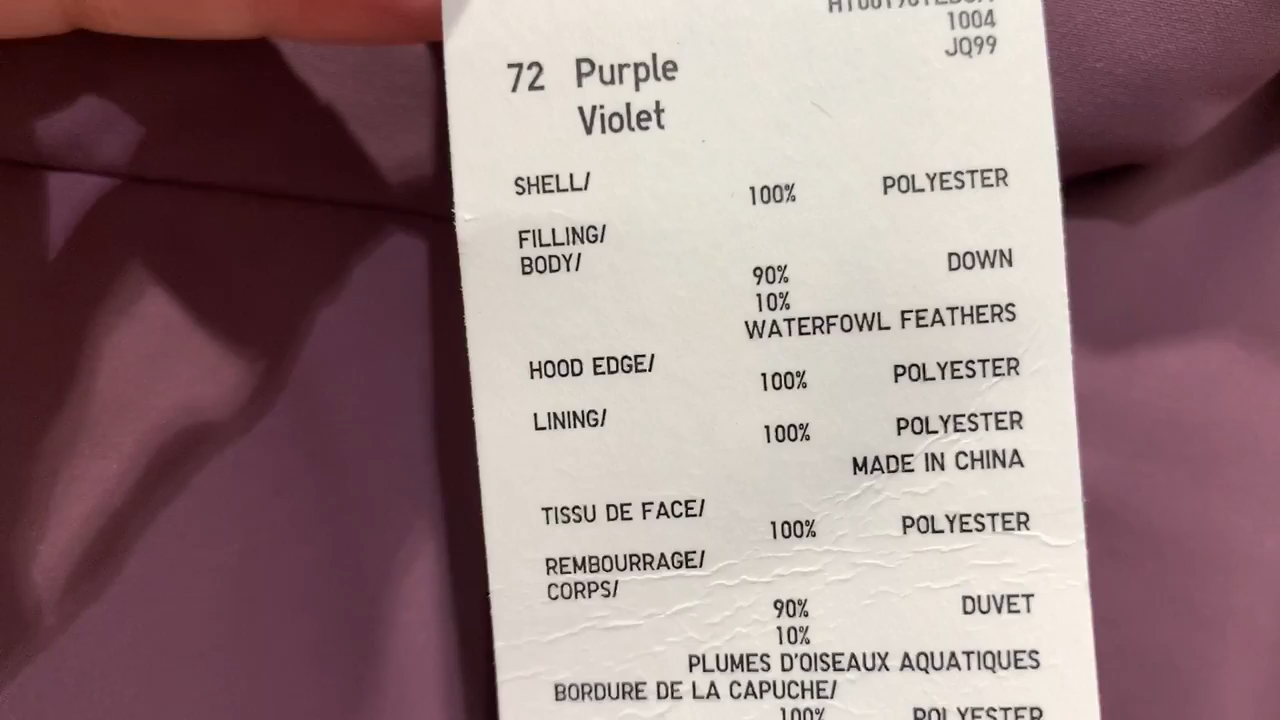 1004
JQ99
72 Purple
Violet
SHELL/
100% POLYESTER
FILLING/
BODY/
90% DOWN
10%
WATERFOWL FEATHERS
HOOD EDGE/
100% POLYESTER
LINING/
100% POLYESTER
MADE IN CHINA
TISSU DE FACE/
100% POLYESTER
REMBOURRAGE/
CORPS/
90% DUVET
10%
PLUMES D'OISEAUX AQUATIQUES
BORDURE DE LA CAPUCHE/
100% POLYESTER